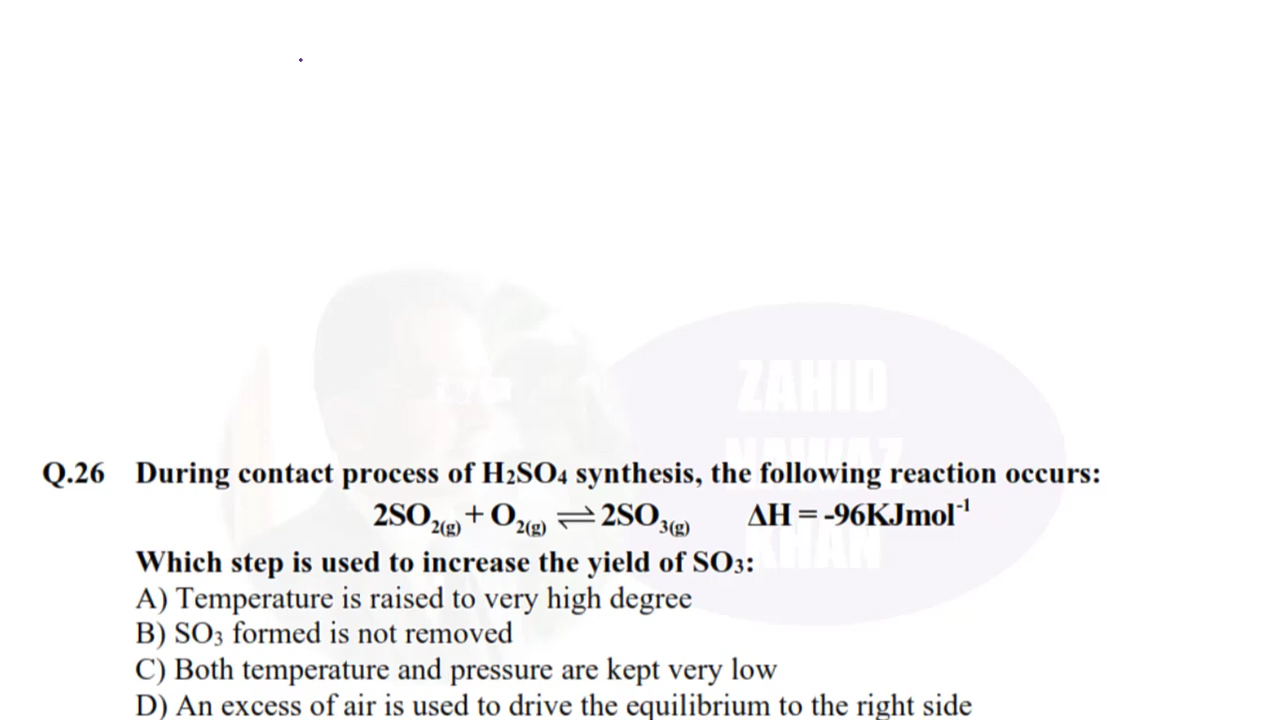 ZAHID
NAWAZ
KHAN
Q.26 During contact process of H₂SO₄ synthesis, the following reaction occurs:
2SO₂(g) + O₂(g) ⇌ 2SO₃(g) ΔH = -96KJmol⁻¹
Which step is used to increase the yield of SO₃:
A) Temperature is raised to very high degree
B) SO₃ formed is not removed
C) Both temperature and pressure are kept very low
D) An excess of air is used to drive the equilibrium to the right side